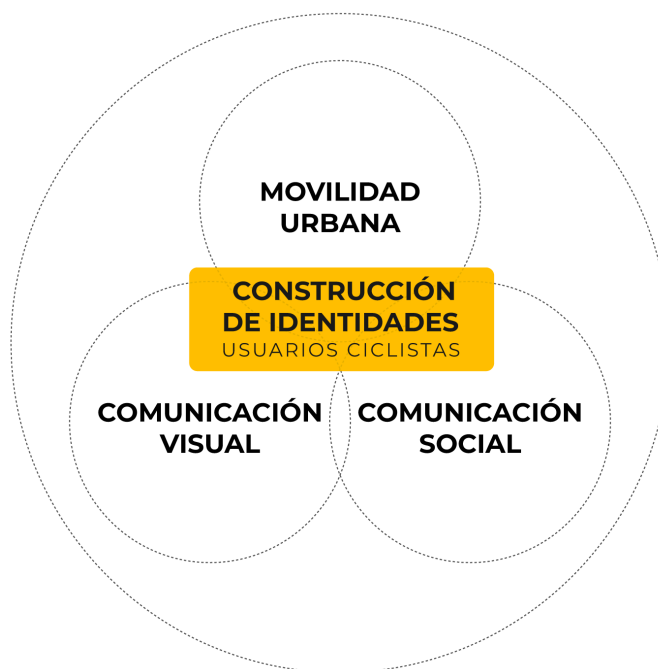 MOVILIDAD
URBANA
CONSTRUCCIÓN
DE IDENTIDADES
USUARIOS CICLISTAS
COMUNICACIÓN
VISUAL
COMUNICACIÓN
SOCIAL